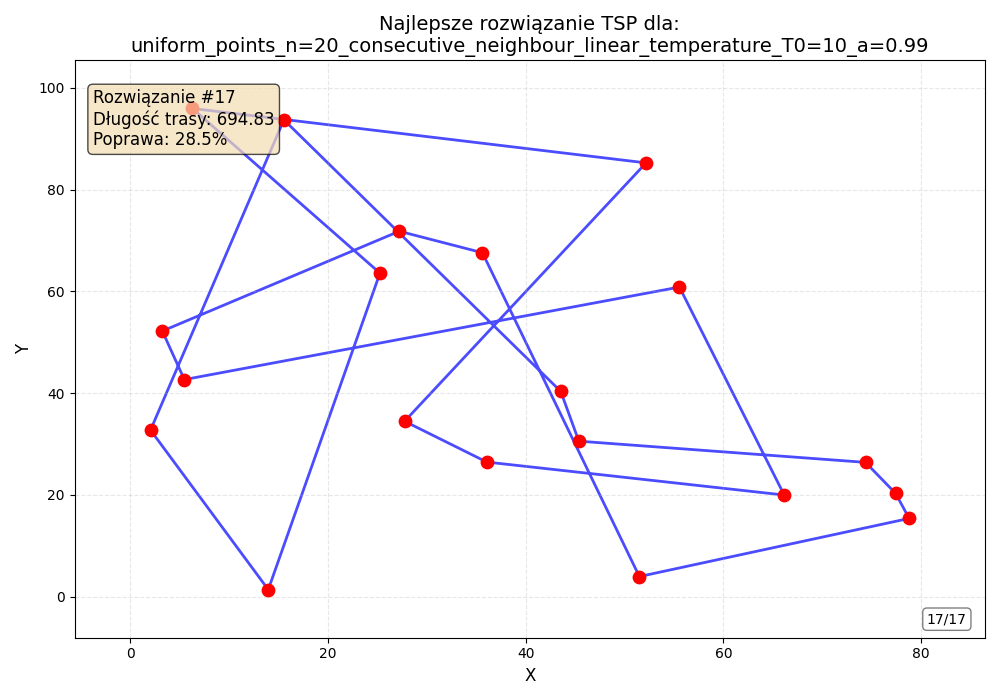 Najlepsze rozwiązanie TSP dla:
uniform_points_n=20_consecutive_neighbour_linear_temperature_T0=10_a=0.99
Rozwiązanie #17
Długość trasy: 694.83
Poprawa: 28.5%
100
80
60
40
20
0
Y
17/17
0 20 40 60 80
X